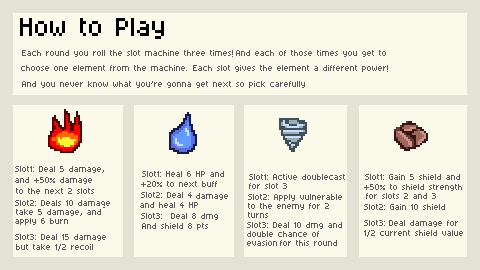 How to Play
Each round you roll the slot machine three times! And each of those times you get to
choose one element from the machine. Each slot gives the element a different power!
And you never know what you're gonna get next so pick carefully
Slot1: Deal 5 damage,
and +50% damage
to the next 2 slots
Slot2: Deals 10 damage
take 5 damage, and
apply 6 burn
Slot3: Deal 15 damage
but take 1/2 recoil
Slot1: Heal 6 HP and
+20% to next buff
Slot2: Deal 4 damage
and heal 4 HP
Slot3: Deal 8 dmg
And shield 8 pts
Slot1: Active doublecast
for slot 3
Slot2: Apply vulnerable
to the enemy for 2
turns
Slot3: Deal 10 dmg and
double chance of
evasion for this round
Slot1: Gain 5 shield and
+50% to shield strength
for slots 2 and 3
Slot2: Gain 10 shield
Slot3: Deal damage for
1/2 current shield value